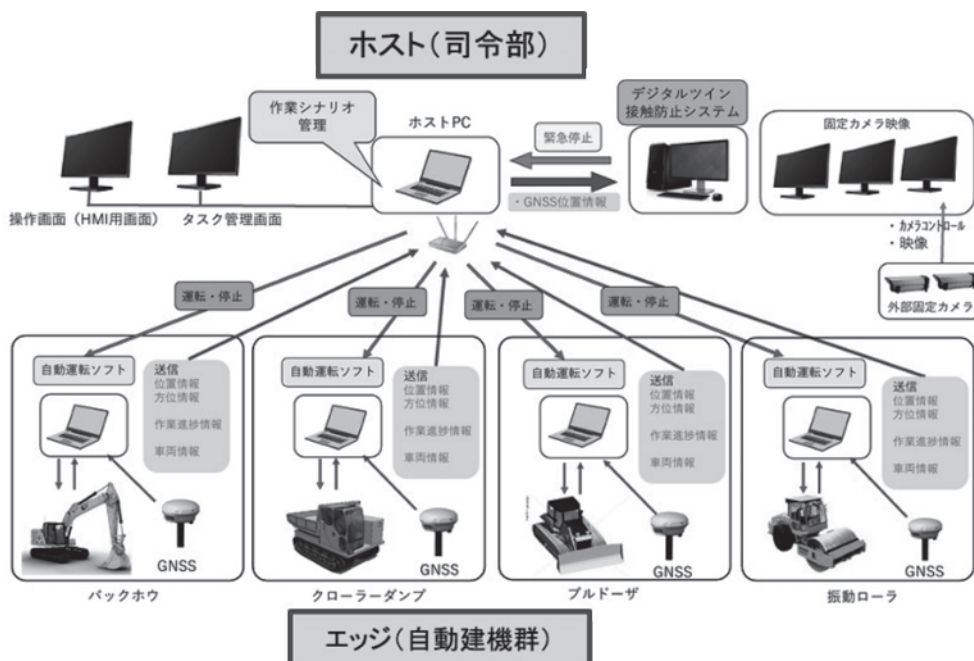 ホスト(司令部)
作業シナリオ
管理
ホストPC
緊急停止
・GNSS位置情報
デジタルツイン
接触防止システム
固定カメラ映像
操作画面（HMI用画面）
タスク管理画面
・カメラコントロール
・映像
外部固定カメラ
運転・停止
運転・停止
運転・停止
運転・停止
自動運転ソフト
送信
位置情報
方位情報
作業進捗情報
車両情報
GNSS
バックホウ
自動運転ソフト
送信
位置情報
方位情報
作業進捗情報
車両情報
GNSS
クローラーダンプ
自動運転ソフト
送信
位置情報
方位情報
作業進捗情報
車両情報
GNSS
ブルドーザ
自動運転ソフト
送信
位置情報
方位情報
作業進捗情報
車両情報
GNSS
振動ローラ
エッジ(自動建機群)